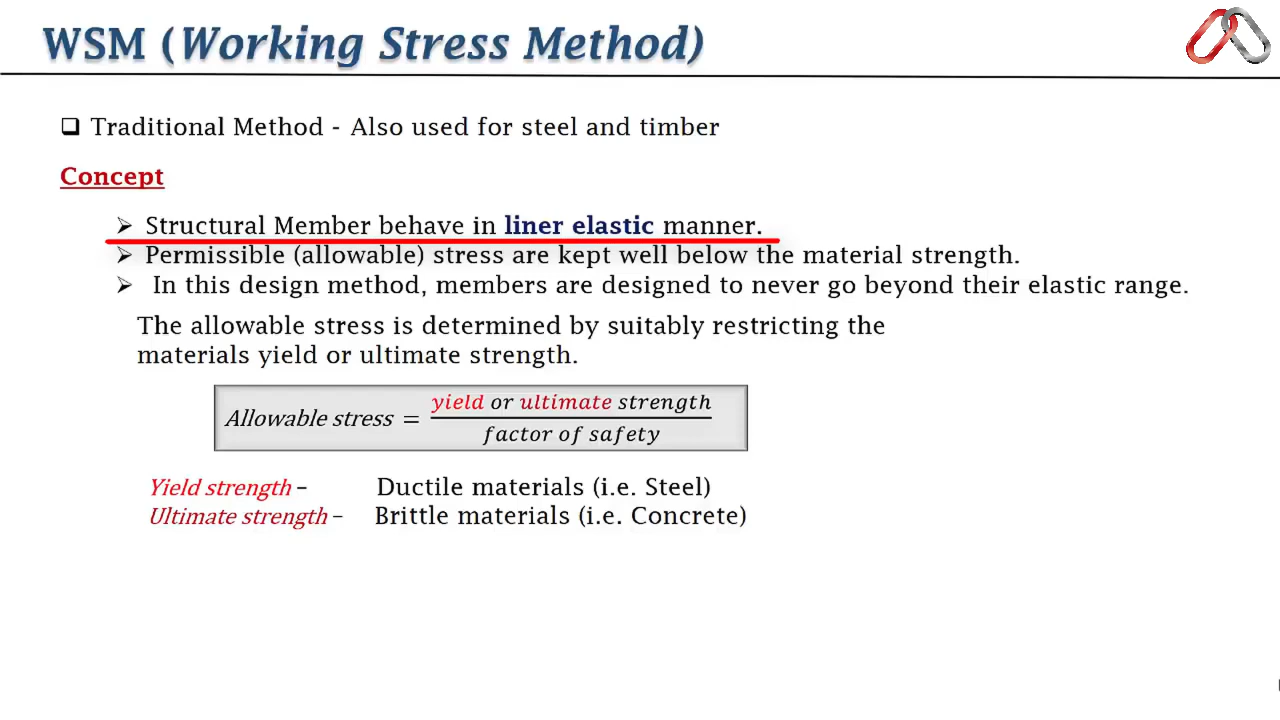 WSM (Working Stress Method)
❑ Traditional Method - Also used for steel and timber
Concept
➢ Structural Member behave in liner elastic manner.
➢ Permissible (allowable) stress are kept well below the material strength.
➢ In this design method, members are designed to never go beyond their elastic range.
The allowable stress is determined by suitably restricting the
materials yield or ultimate strength.
Allowable stress = yield or ultimate strength / factor of safety
Yield strength – Ductile materials (i.e. Steel)
Ultimate strength – Brittle materials (i.e. Concrete)